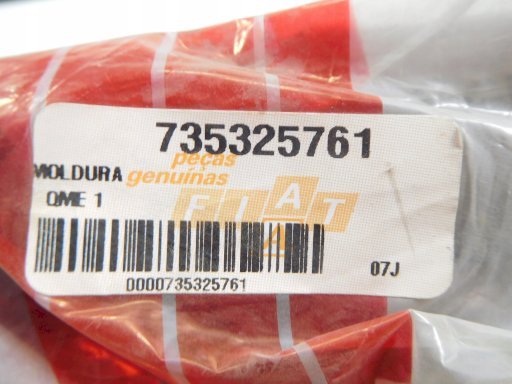 735325761
peças
MOLDURA genuínas
QME 1
FIAT
07J
0000735325761